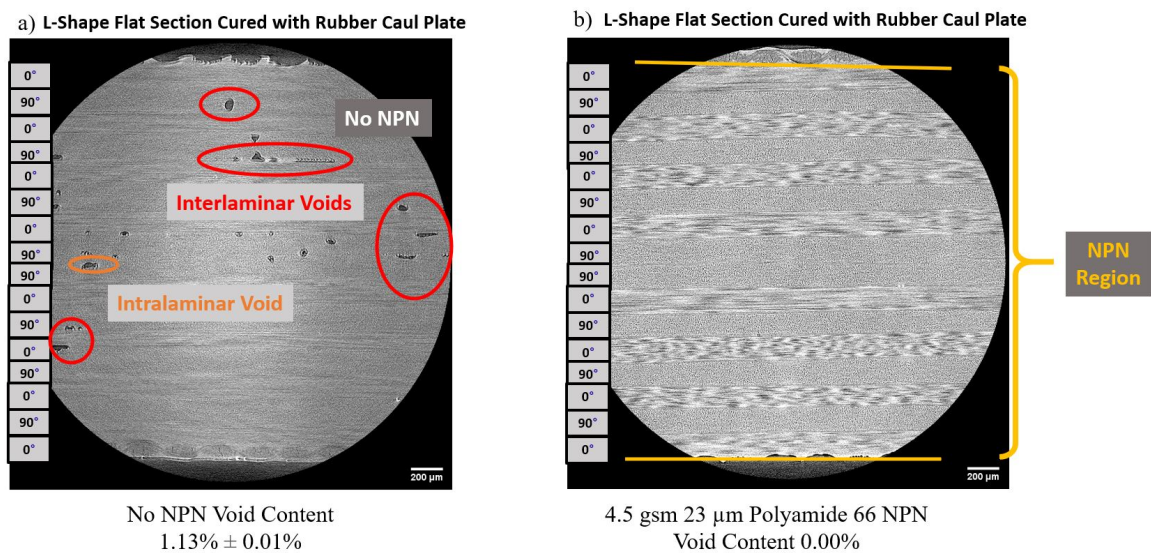 a) L-Shape Flat Section Cured with Rubber Caul Plate
0°
90°
0°
90°
0°
90°
0°
90°
90°
0°
90°
0°
90°
0°
90°
0°
No NPN
Interlaminar Voids
Intralaminar Void
200 µm
No NPN Void Content
1.13% ± 0.01%
b) L-Shape Flat Section Cured with Rubber Caul Plate
0°
90°
0°
90°
0°
90°
0°
90°
90°
0°
90°
0°
90°
0°
90°
0°
NPN
Region
200 µm
4.5 gsm 23 µm Polyamide 66 NPN
Void Content 0.00%